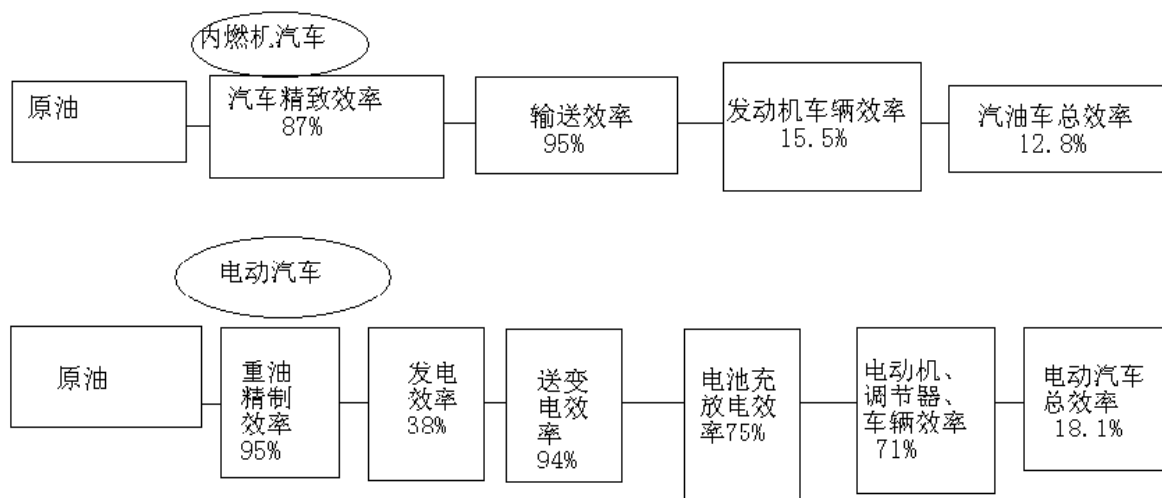 内燃机汽车
原油
汽车精致效率
87%
输送效率
95%
发动机车辆效率
15.5%
汽油车总效率
12.8%
电动汽车
原油
重油
精制
效率
95%
发电
效率
38%
送变
电效
率
94%
电池充
放电效
率75%
电动机、
调节器、
车辆效率
71%
电动汽车
总效率
18.1%